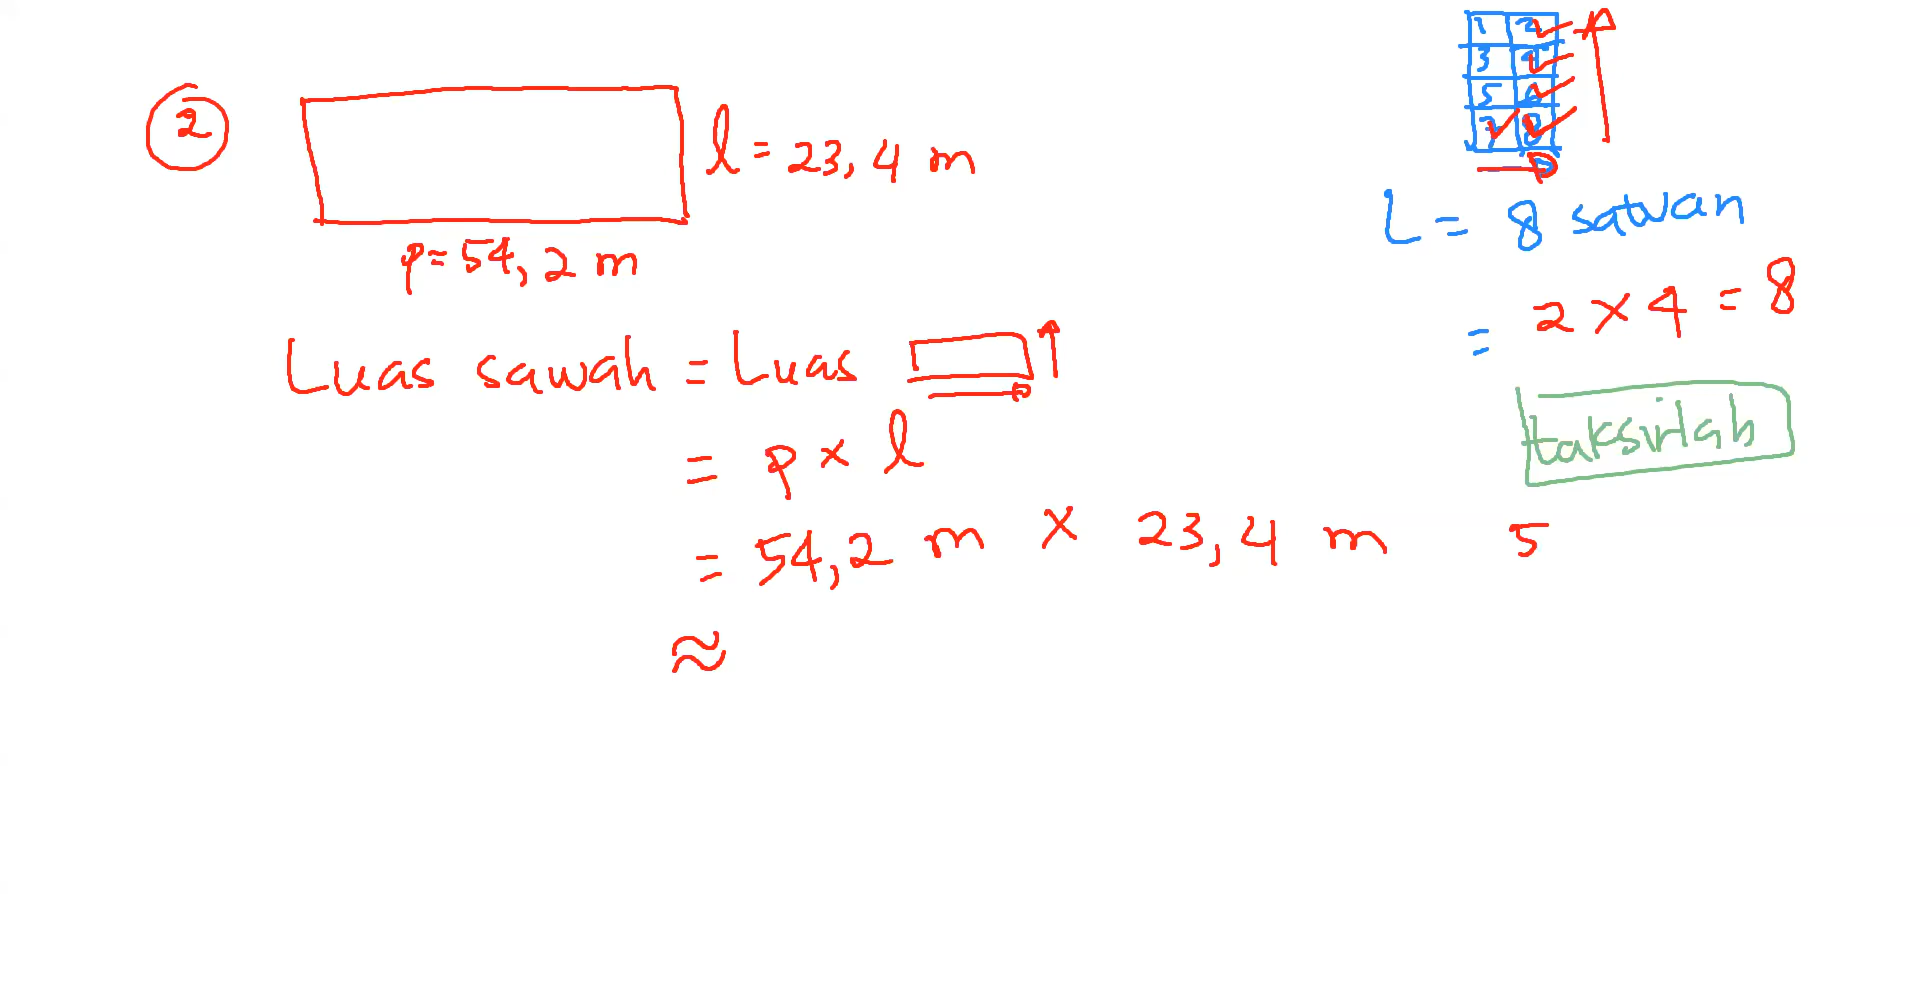 2
l = 23,4 m
p = 54,2 m
Luas sawah = Luas
= p x l
= 54,2 m x 23,4 m
≈
1 2
3 4
5 6
7 8
L = 8 satuan
= 2 x 4 = 8
taksirlah
5